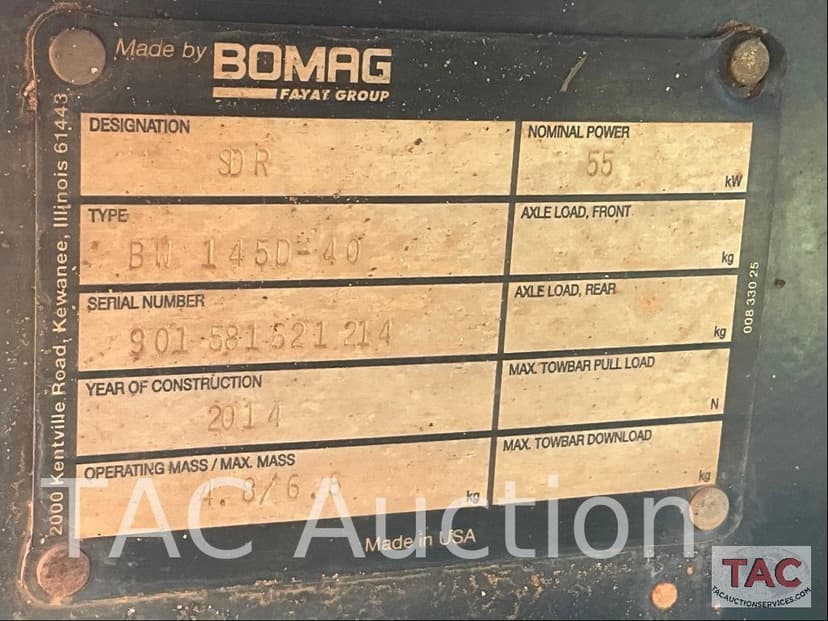 Made by BOMAG
FAYAT GROUP
2000 Kentville Road, Kewanee, Illinois 61443
DESIGNATION
SDR
NOMINAL POWER
55
kW
TYPE
BW 145D-40
AXLE LOAD, FRONT
kg
SERIAL NUMBER
901 581 521 214
AXLE LOAD, REAR
kg
YEAR OF CONSTRUCTION
2014
MAX. TOWBAR PULL LOAD
N
OPERATING MASS / MAX. MASS
kg
MAX. TOWBAR DOWNLOAD
kg
008 330 25
Made in USA
TAC Auction
TAC
TACAUCTIONSERVICES.COM